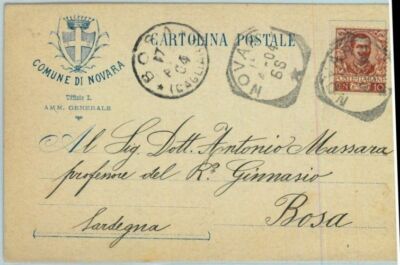 CARTOLINA POSTALE
COMUNE DI NOVARA
Ufficio I.
AMM. GENERALE
NOVARA
POSTE ITALIANE
10
Al Sig. Dott. Antonio Massara
professore del R.° Ginnasio
Bosa
Sardegna